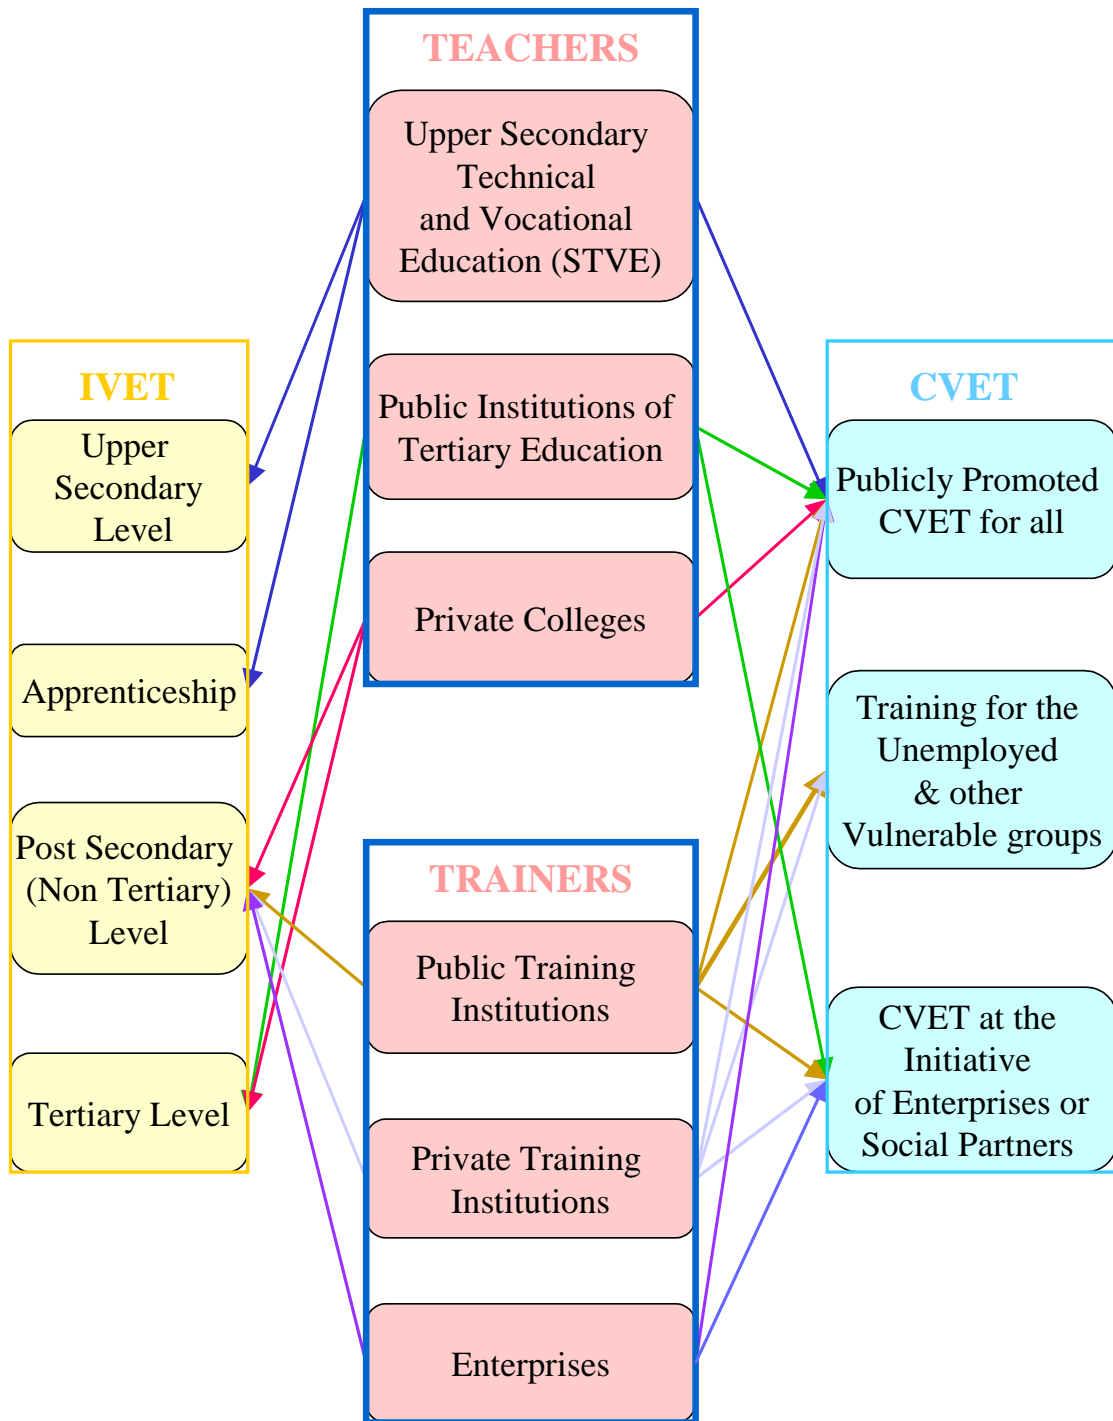 TEACHERS
Upper Secondary
Technical
and Vocational
Education (STVE)
Public Institutions of
Tertiary Education
Private Colleges
IVET
Upper
Secondary
Level
Apprenticeship
Post Secondary
(Non Tertiary)
Level
Tertiary Level
CVET
Publicly Promoted
CVET for all
Training for the
Unemployed
& other
Vulnerable groups
CVET at the
Initiative
of Enterprises or
Social Partners
TRAINERS
Public Training
Institutions
Private Training
Institutions
Enterprises